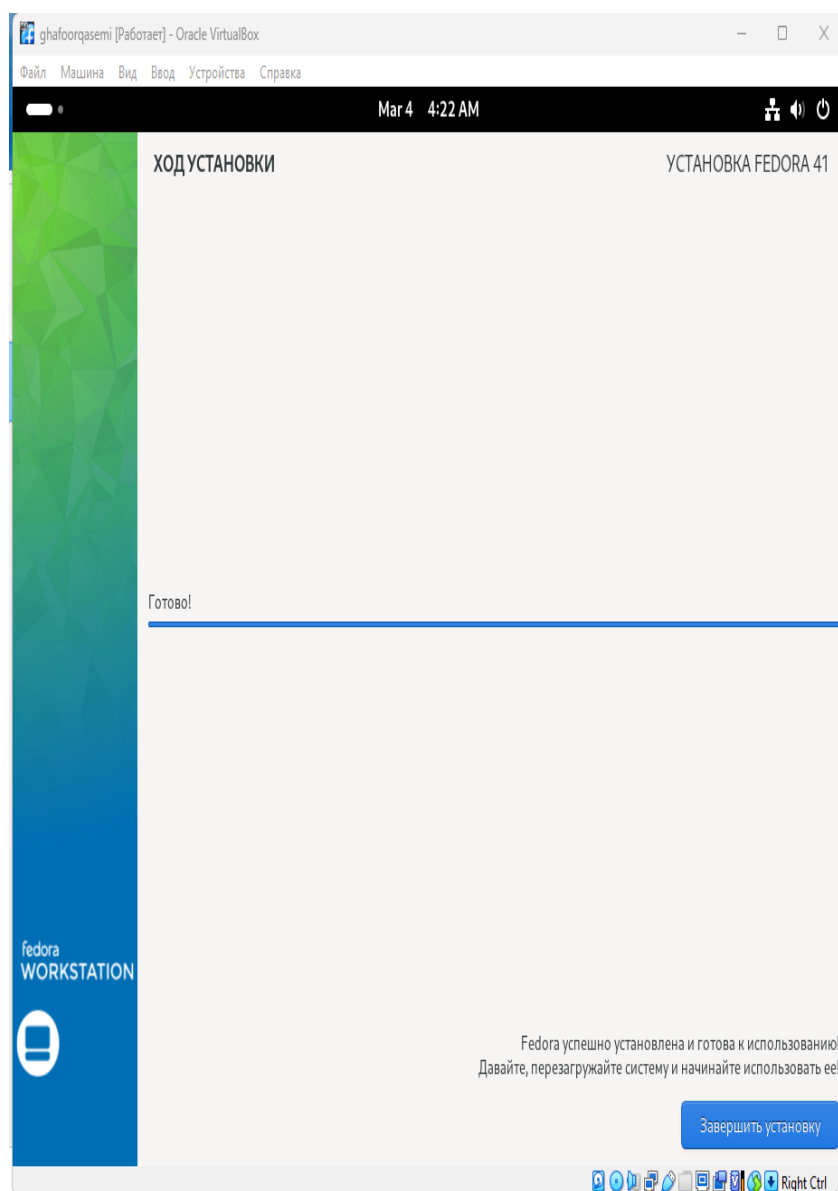 ghafoorqasemi [Работает] - Oracle VirtualBox
Файл Машина Вид Ввод Устройства Справка
Mar 4 4:22 AM
ХОД УСТАНОВКИ
УСТАНОВКА FEDORA 41
Готово!
fedora
WORKSTATION
Fedora успешно установлена и готова к использованию!
Давайте, перезагружайте систему и начинайте использовать ее!
Завершить установку
Right Ctrl